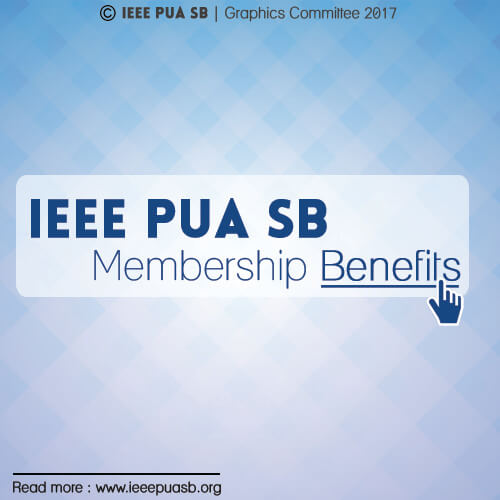 © IEEE PUA SB | Graphics Committee 2017
IEEE PUA SB
Membership Benefits
Read more : www.ieeepuasb.org